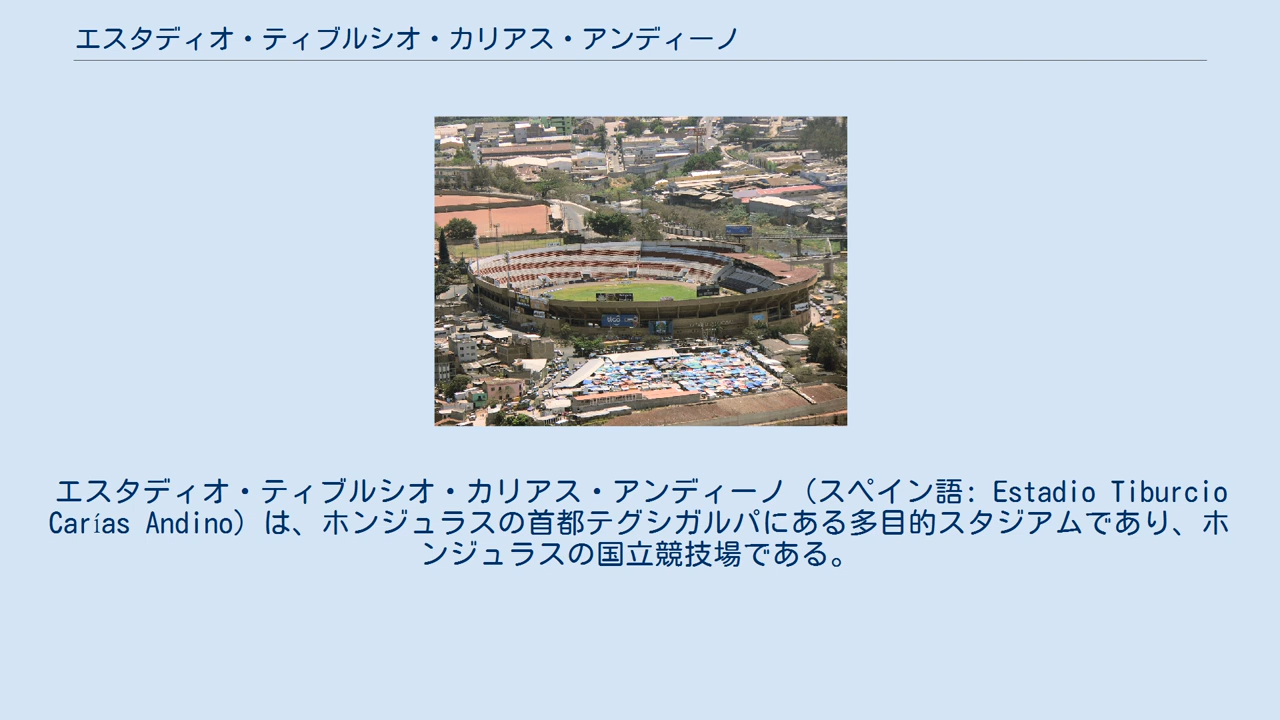 エスタディオ・ティブルシオ・カリアス・アンディーノ
エスタディオ・ティブルシオ・カリアス・アンディーノ（スペイン語: Estadio Tiburcio
Carías Andino）は、ホンジュラスの首都テグシガルパにある多目的スタジアムであり、ホ
ンジュラスの国立競技場である。